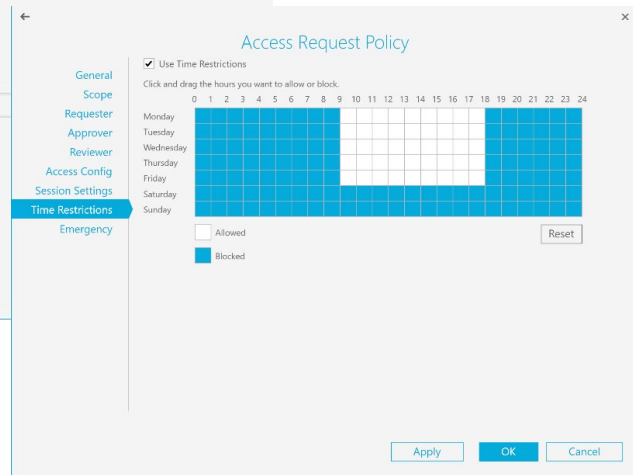 Access Request Policy
General
Scope
Requester
Approver
Reviewer
Access Config
Session Settings
Time Restrictions
Emergency
Use Time Restrictions
Click and drag the hours you want to allow or block.
0 1 2 3 4 5 6 7 8 9 10 11 12 13 14 15 16 17 18 19 20 21 22 23 24
Monday
Tuesday
Wednesday
Thursday
Friday
Saturday
Sunday
Allowed
Blocked
Reset
Apply
OK
Cancel